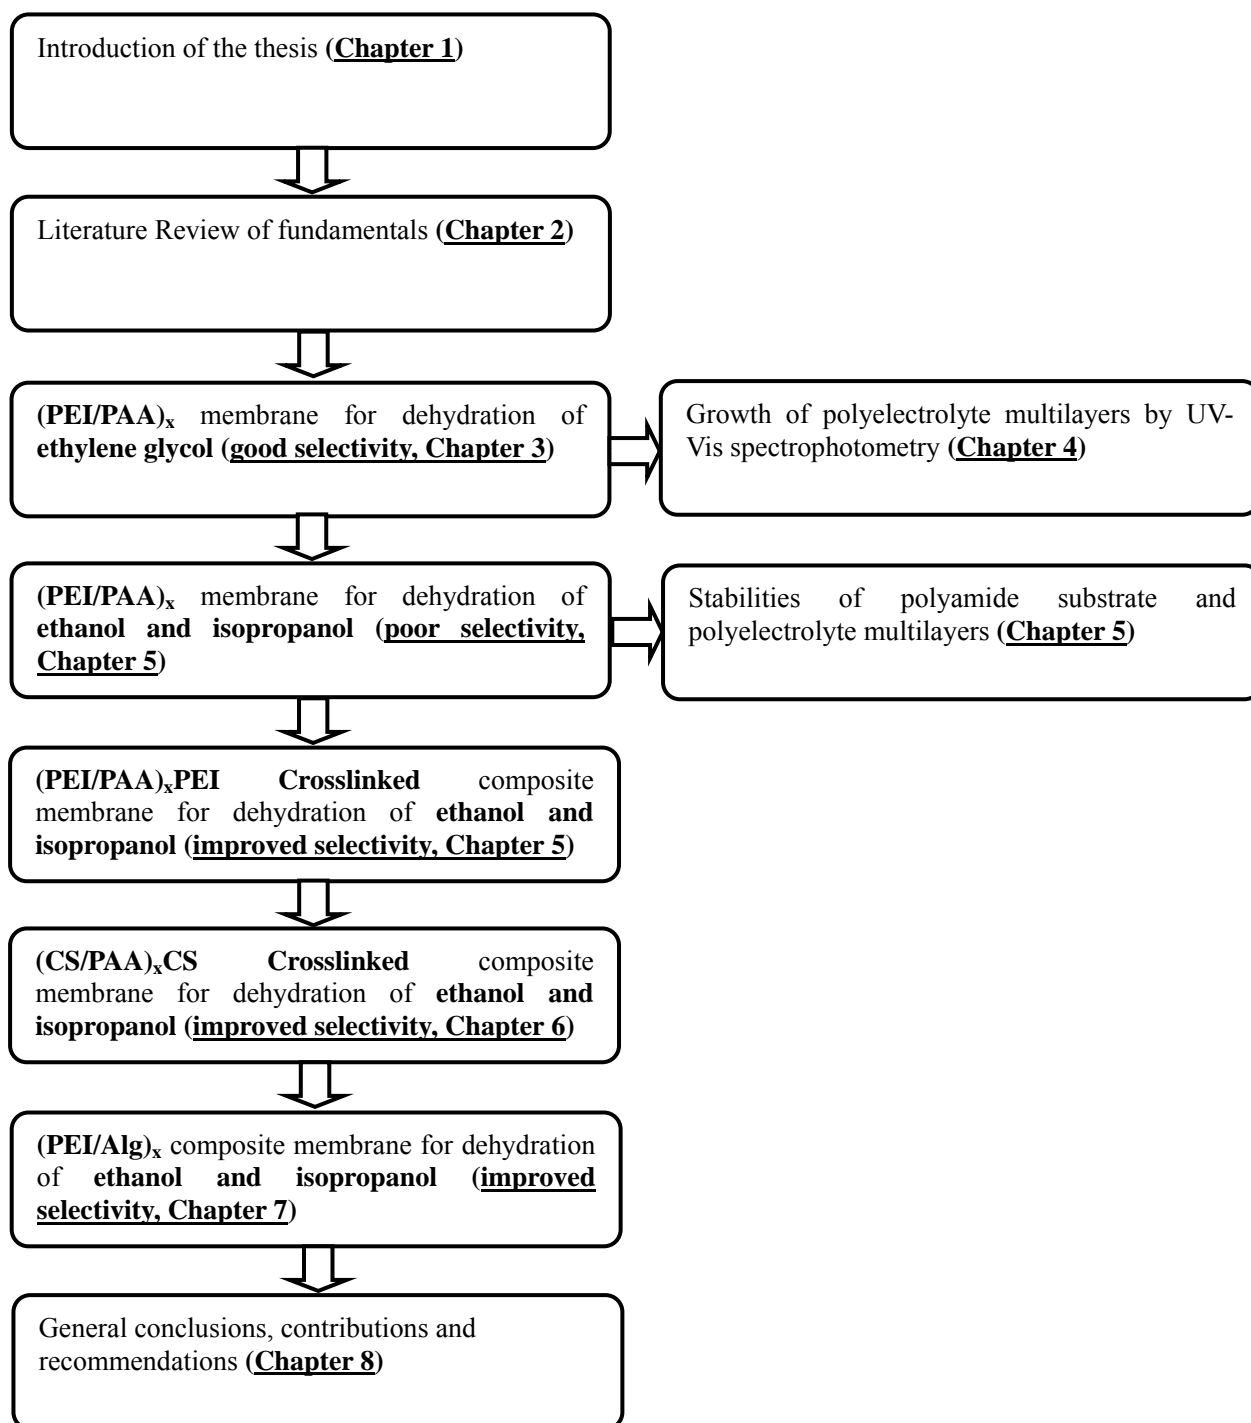 Introduction of the thesis (Chapter 1)
Literature Review of fundamentals (Chapter 2)
(PEI/PAA)x membrane for dehydration of
ethylene glycol (good selectivity, Chapter 3)
Growth of polyelectrolyte multilayers by UV-
Vis spectrophotometry (Chapter 4)
(PEI/PAA)x membrane for dehydration of
ethanol and isopropanol (poor selectivity,
Chapter 5)
Stabilities of polyamide substrate and
polyelectrolyte multilayers (Chapter 5)
(PEI/PAA)xPEI Crosslinked composite
membrane for dehydration of ethanol and
isopropanol (improved selectivity, Chapter 5)
(CS/PAA)xCS Crosslinked composite
membrane for dehydration of ethanol and
isopropanol (improved selectivity, Chapter 6)
(PEI/Alg)x composite membrane for dehydration
of ethanol and isopropanol (improved
selectivity, Chapter 7)
General conclusions, contributions and
recommendations (Chapter 8)